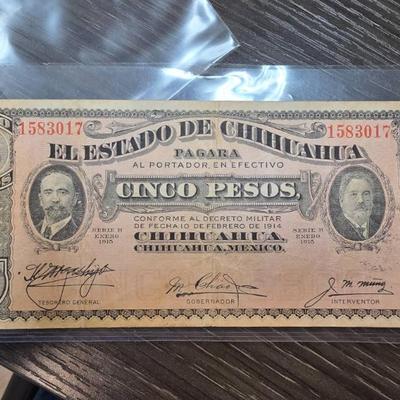 1583017 1583017
EL ESTADO DE CHIHUAHUA
PAGARA
AL PORTADOR, EN EFECTIVO
CINCO PESOS,
CONFORME AL DECRETO MILITAR
DE FECHA 10 DE FEBRERO DE 1914
SERIE H
ENERO
1915
SERIE H
ENERO
1915
CHIHUAHUA,
CHIHUAHUA, MEXICO.
TESORERO GENERAL
GOBERNADOR
INTERVENTOR